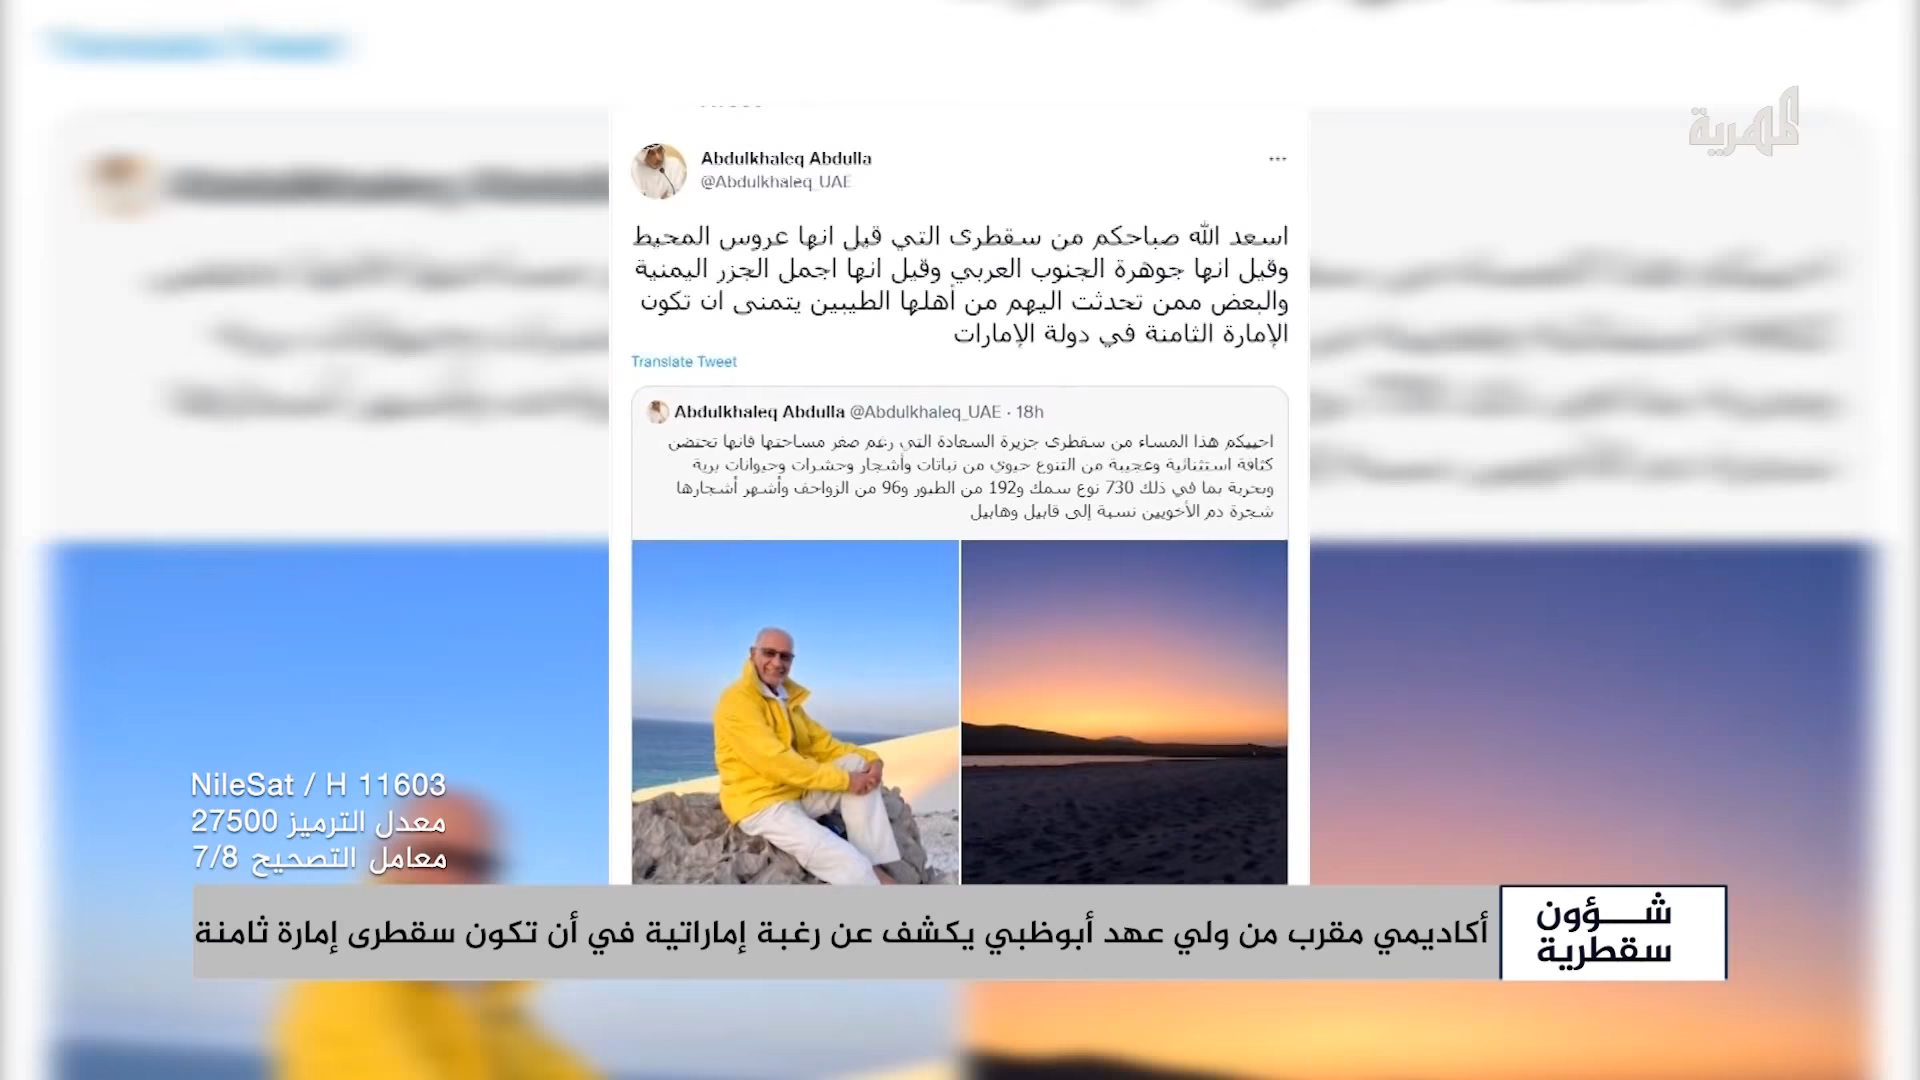 المهرية
Abdulkhaleq Abdulla
@Abdulkhaleq_UAE
اسعد الله صباحكم من سقطرى التي قيل انها عروس المحيط
وقيل انها جوهرة الجنوب العربي وقيل انها اجمل الجزر اليمنية
والبعض ممن تحدثت اليهم من أهلها الطيبين يتمنى ان تكون
الإمارة الثامنة في دولة الإمارات
Translate Tweet
Abdulkhaleq Abdulla @Abdulkhaleq_UAE · 18h
احييكم هذا المساء من سقطرى جزيرة السعادة التي رغم صغر مساحتها فانها تحتضن
كثافة استثنائية وعجيبة من التنوع حيوي من نباتات وأشجار وحشرات وحيوانات برية
وبحرية بما في ذلك 730 نوع سمك و192 من الطيور و96 من الزواحف وأشهر أشجارها
شجرة دم الأخويين نسبة إلى قابيل وهابيل
NileSat / H 11603
معدل الترميز 27500
معامل التصحيح 7/8
شؤون
سقطرية
أكاديمي مقرب من ولي عهد أبوظبي يكشف عن رغبة إماراتية في أن تكون سقطرى إمارة ثامنة